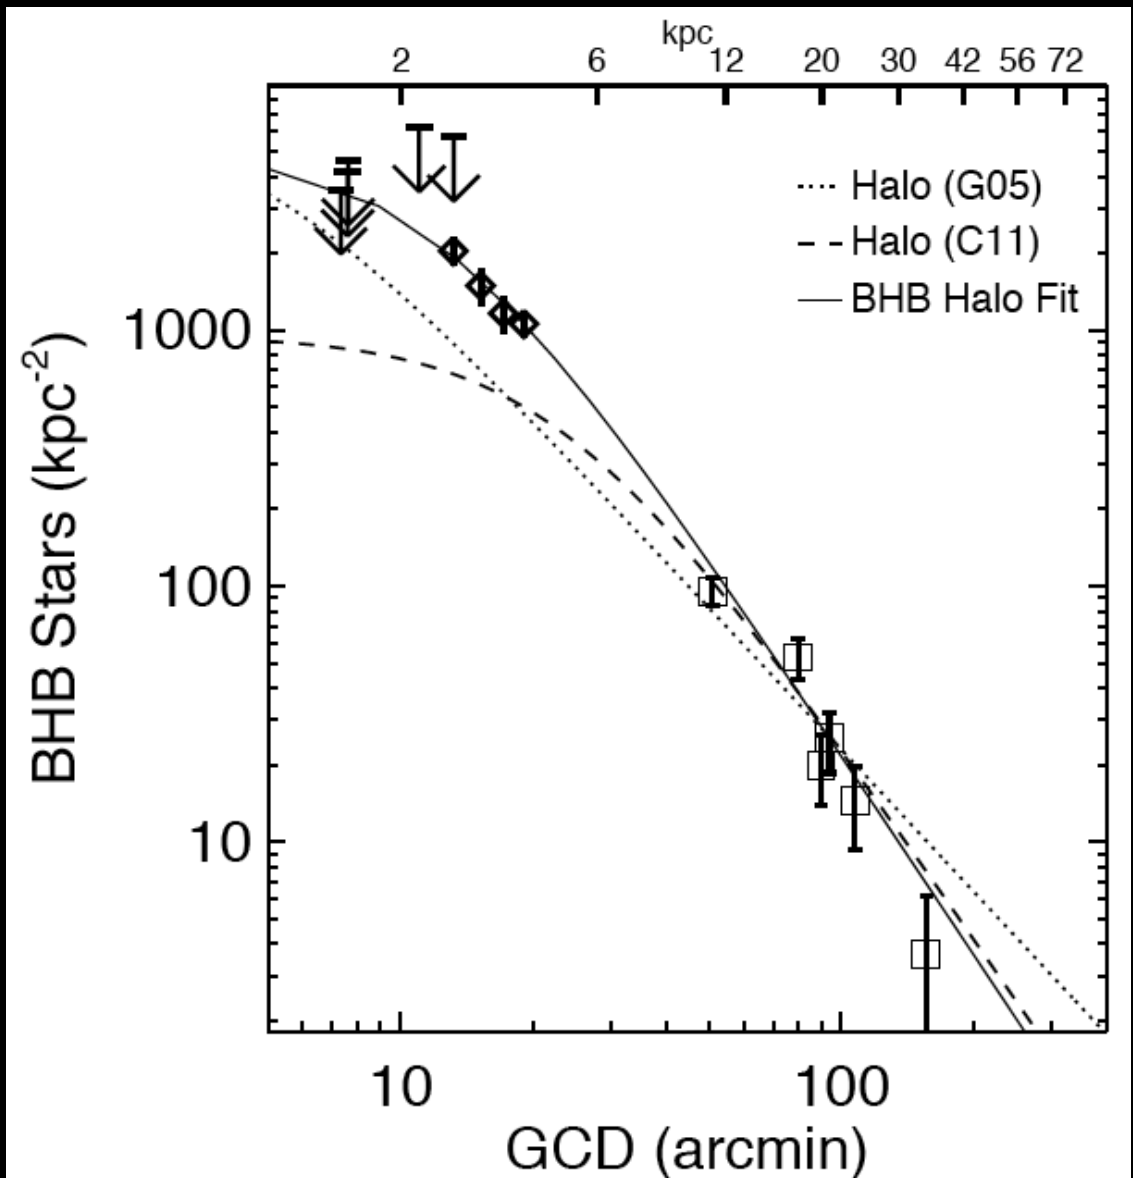 kpc
2 6 12 20 30 42 56 72
Halo (G05)
Halo (C11)
BHB Halo Fit
1000
100
10
BHB Stars (kpc⁻²)
10 100
GCD (arcmin)